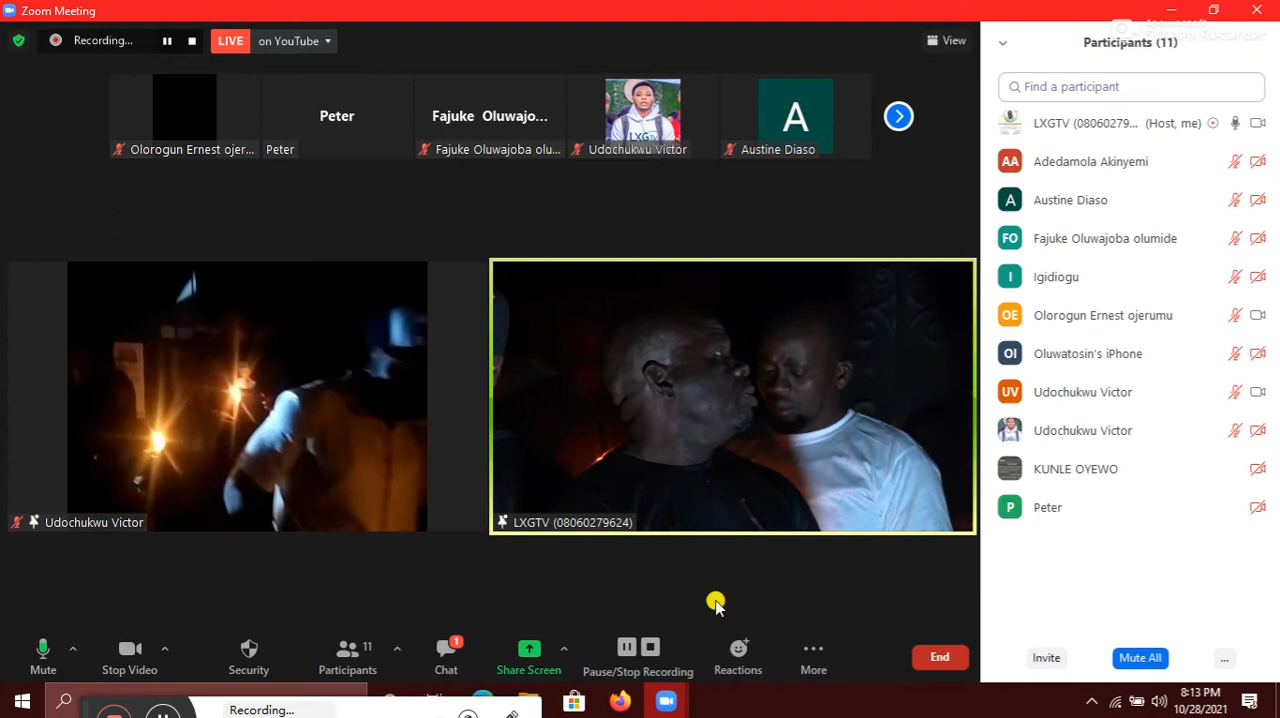 Zoom Meeting
Recording...
LIVE on YouTube
View
Participants (11)
Find a participant
Peter
Fajuke Oluwajo...
LXG
A
Olorogun Ernest ojer...
Peter
Fajuke Oluwajoba olu...
Udochukwu Victor
Austine Diaso
LXGTV (08060279... (Host, me)
AA Adedamola Akinyemi
A Austine Diaso
FO Fajuke Oluwajoba olumide
I Igidiogu
OE Olorogun Ernest ojerumu
OI Oluwatosin's iPhone
UV Udochukwu Victor
Udochukwu Victor
KUNLE OYEWO
P Peter
Udochukwu Victor
LXGTV (08060279624)
Mute
Stop Video
Security
11
Participants
1
Chat
Share Screen
Pause/Stop Recording
Reactions
More
End
Invite
Mute All
...
Recording...
8:13 PM
10/28/2021